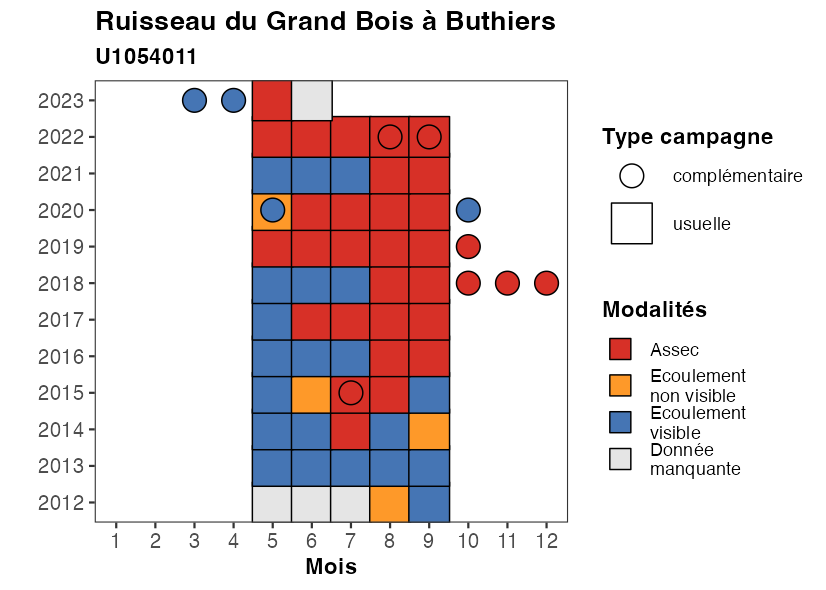 Ruisseau du Grand Bois à Buthiers
U1054011
2023
2022
2021
2020
2019
2018
2017
2016
2015
2014
2013
2012
1 2 3 4 5 6 7 8 9 10 11 12
Mois
Type campagne
complémentaire
usuelle
Modalités
Assec
Ecoulement
non visible
Ecoulement
visible
Donnée
manquante